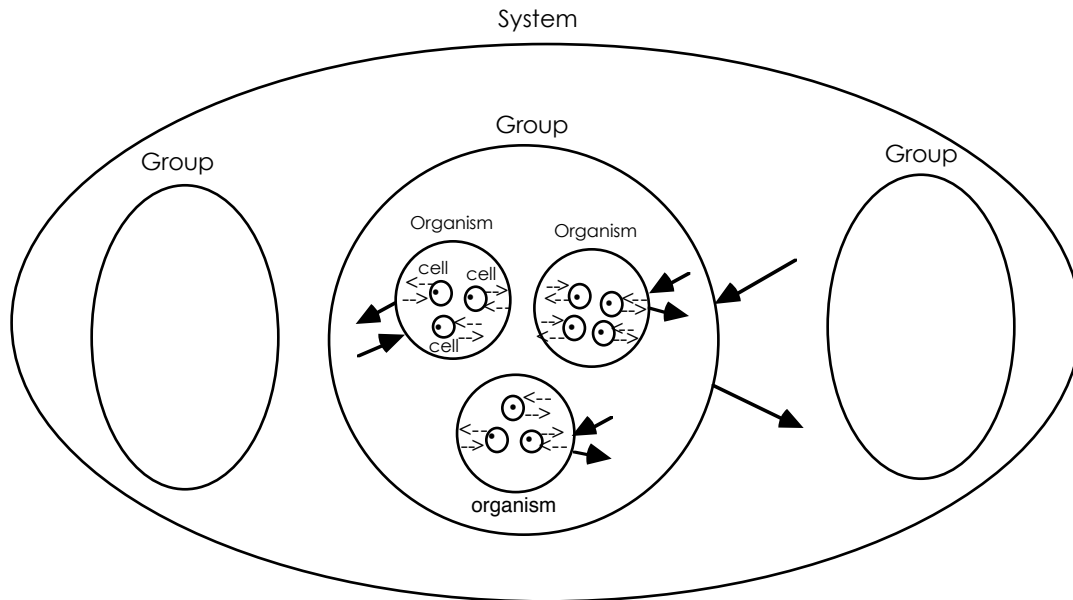 System
Group
Group
Group
Organism
Organism
cell
cell
cell
organism